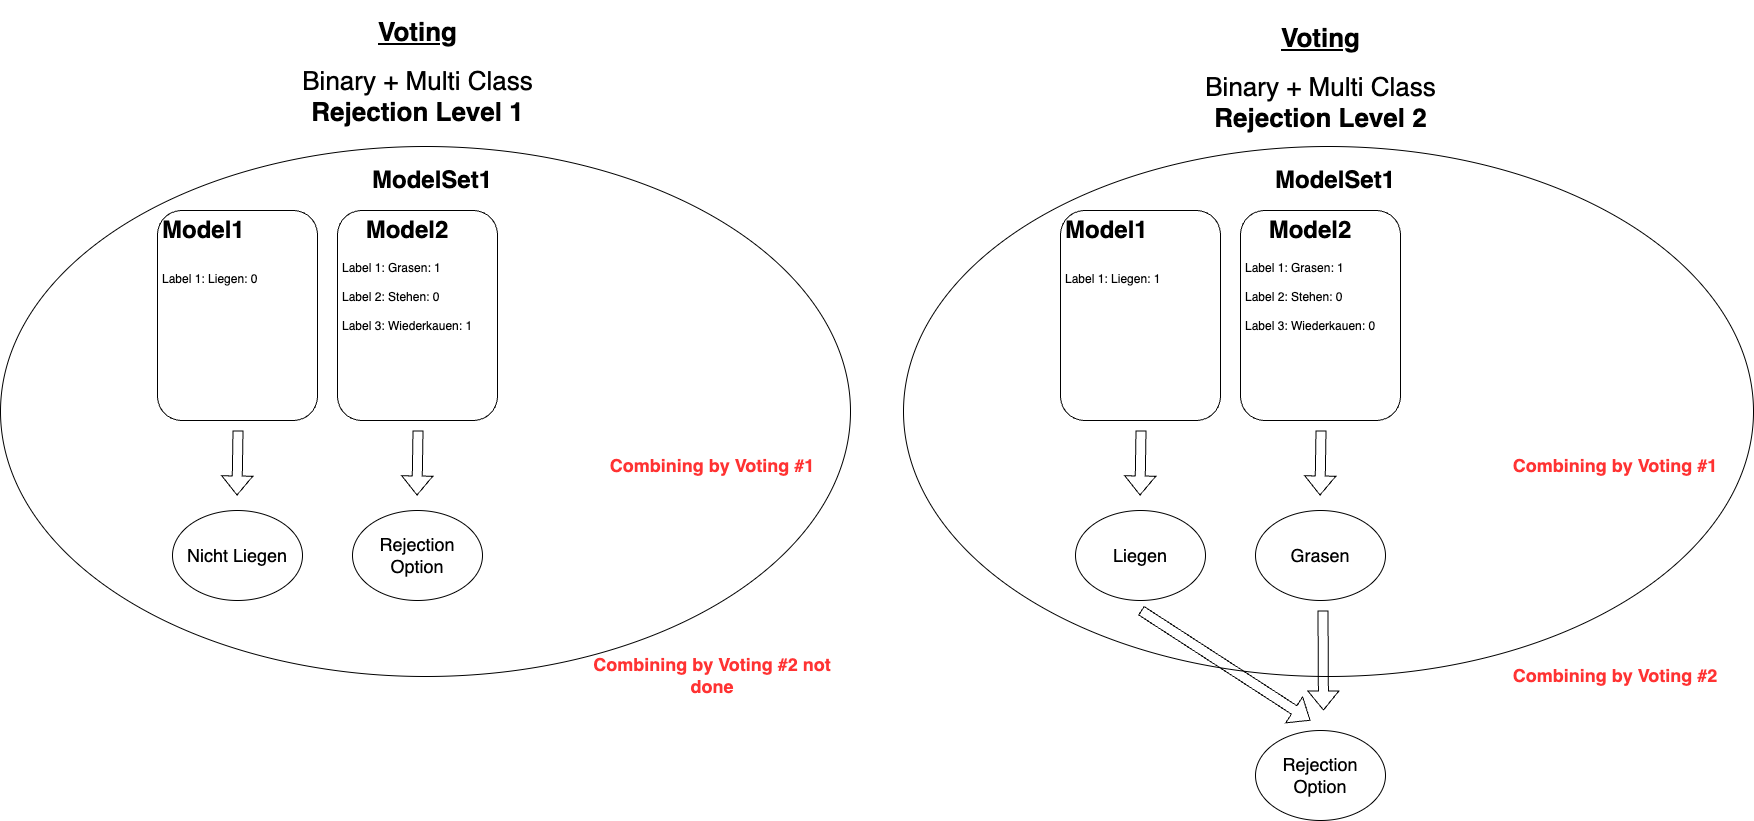 Voting
Binary + Multi Class
Rejection Level 1
ModelSet1
Model1
Label 1: Liegen: 0
Model2
Label 1: Grasen: 1
Label 2: Stehen: 0
Label 3: Wiederkauen: 1
Combining by Voting #1
Nicht Liegen
Rejection
Option
Combining by Voting #2 not
done
Voting
Binary + Multi Class
Rejection Level 2
ModelSet1
Model1
Label 1: Liegen: 1
Model2
Label 1: Grasen: 1
Label 2: Stehen: 0
Label 3: Wiederkauen: 0
Combining by Voting #1
Liegen
Grasen
Combining by Voting #2
Rejection
Option